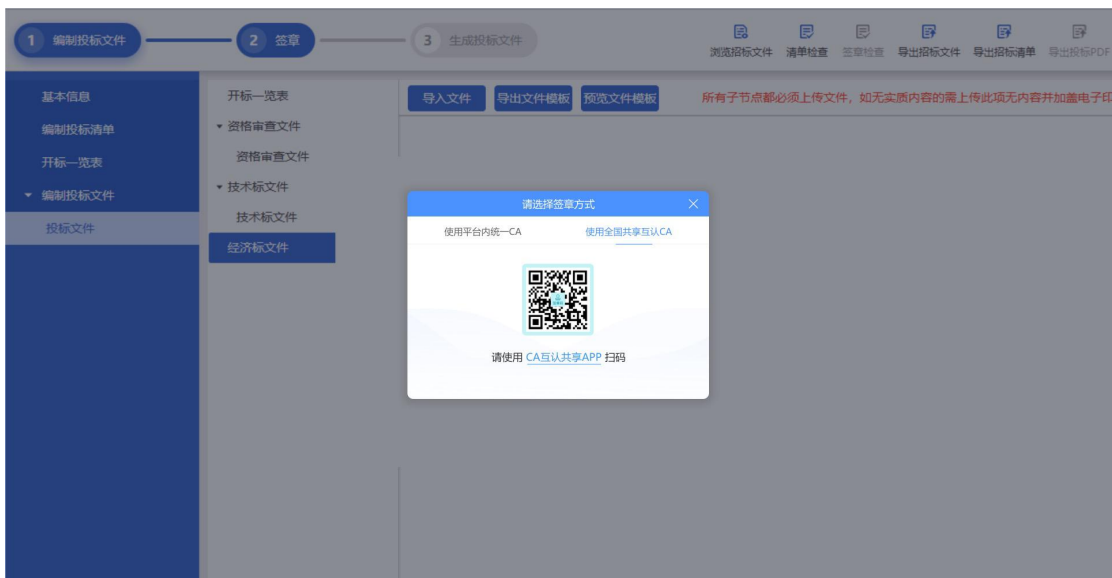 1 编制投标文件
2 签章
3 生成投标文件
浏览招标文件 清单检查 签章检查 导出招标文件 导出招标清单 导出投标PDF
基本信息
编制投标清单
开标一览表
编制投标文件
投标文件
开标一览表
资格审查文件
资格审查文件
技术标文件
技术标文件
经济标文件
导入文件 导出文件模板 预览文件模板 所有子节点都必须上传文件，如无实质内容的需上传此项无内容并加盖电子印
请选择签章方式
使用平台内统一CA 使用全国共享互认CA
请使用 CA互认共享APP 扫码